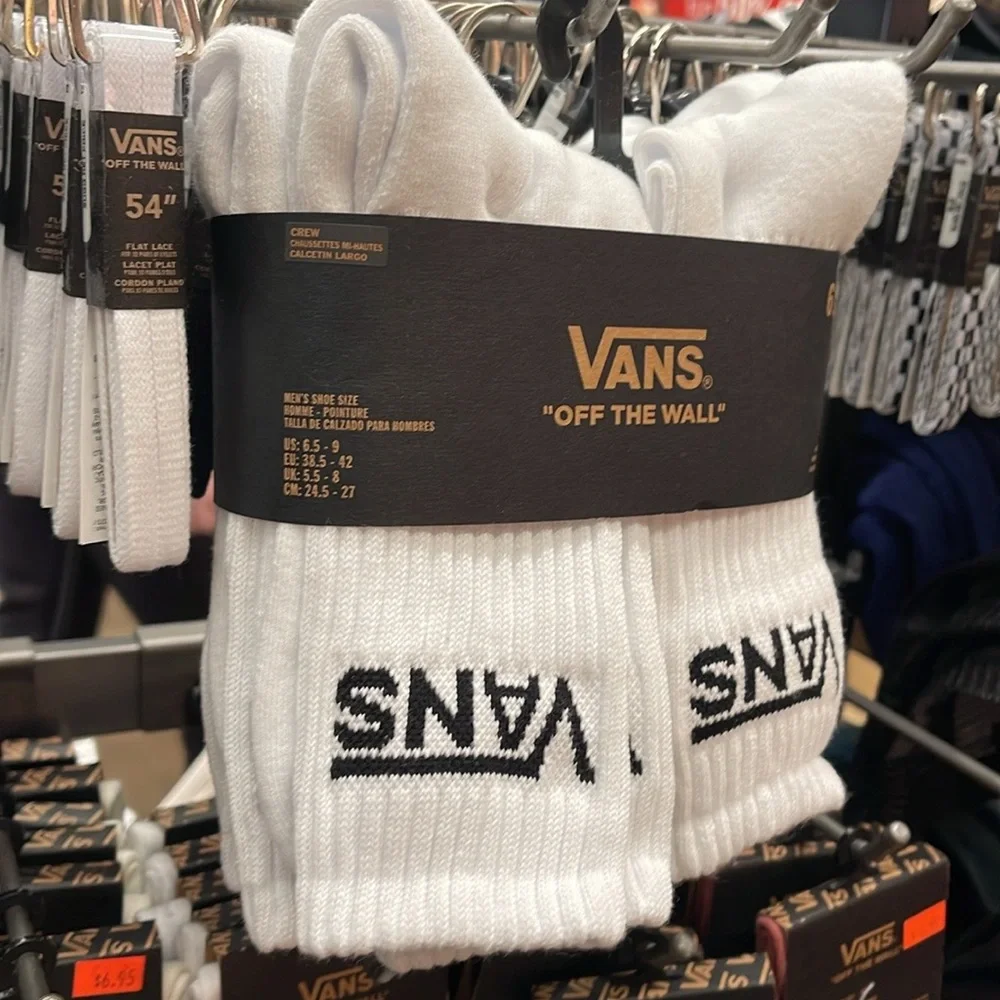 VANS
"OFF THE WALL
54"
FLAT LACE
LACET PLAT
CORDON PLANO
CREW
CHAUSSETTES MI-HAUTES
CALCETIN LARGO
VANS®
"OFF THE WALL"
MEN'S SHOE SIZE
HOMME - POINTURE
TALLA DE CALZADO PARA HOMBRES
US: 6.5 - 9
EU: 38.5 - 42
UK: 5.5 - 8
CM: 24.5 - 27
VANS
VANS
$6.95
VANS
VANS
"OFF THE WALL"